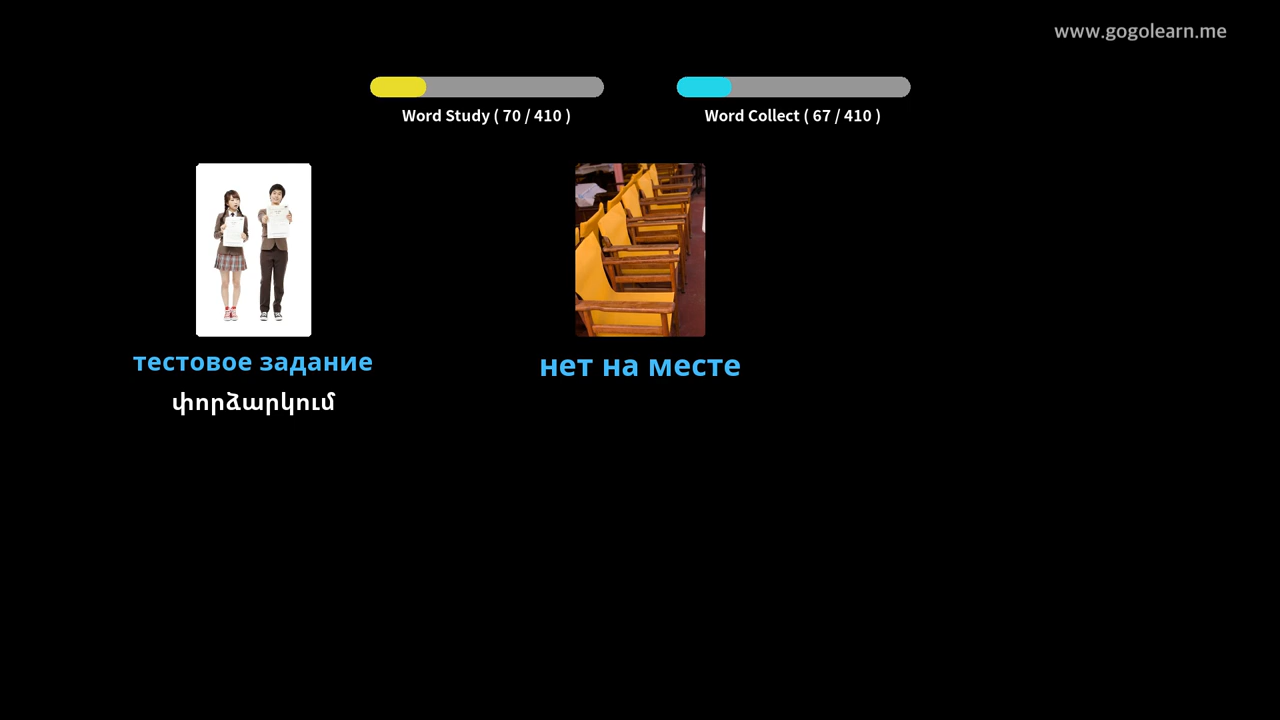 www.gogolearn.me
Word Study ( 70 / 410 )
Word Collect ( 67 / 410 )
тестовое задание
փորձարկում
нет на месте